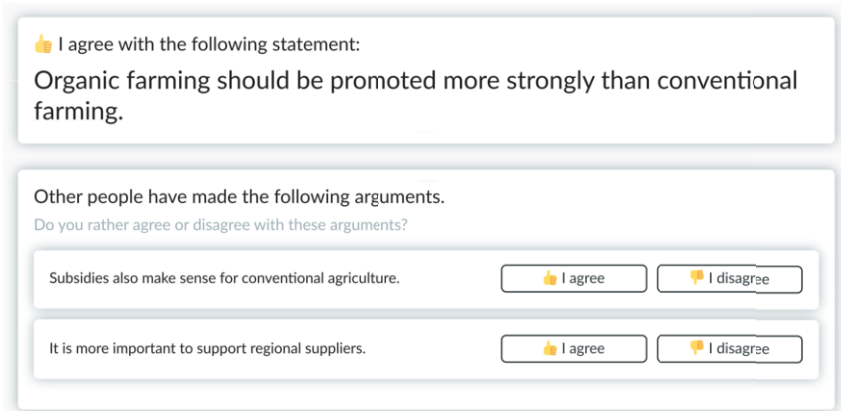 👍 I agree with the following statement:
Organic farming should be promoted more strongly than conventional
farming.
Other people have made the following arguments.
Do you rather agree or disagree with these arguments?
Subsidies also make sense for conventional agriculture. 👍 I agree 👎 I disagree
It is more important to support regional suppliers. 👍 I agree 👎 I disagree